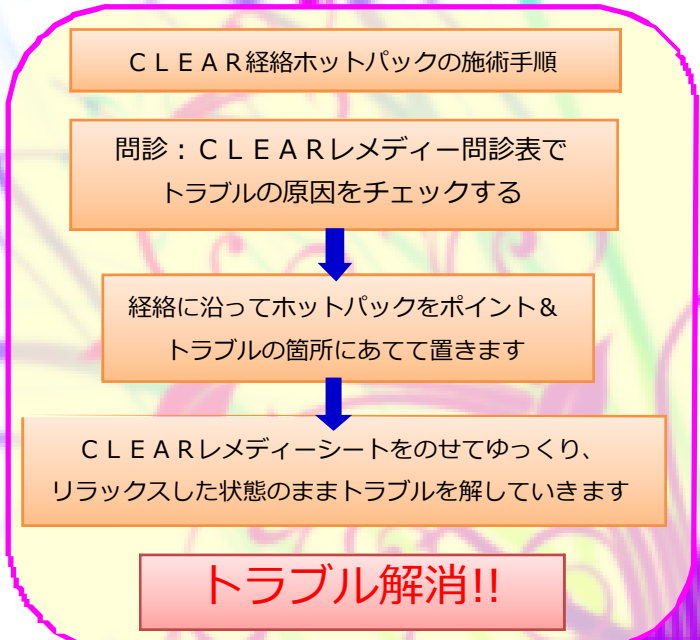 ＣＬＥＡＲ経絡ホットパックの施術手順
問診：ＣＬＥＡＲレメディー問診表で
トラブルの原因をチェックする
経絡に沿ってホットパックをポイント＆
トラブルの箇所にあてて置きます
ＣＬＥＡＲレメディーシートをのせてゆっくり、
リラックスした状態のままトラブルを解していきます
トラブル解消!!